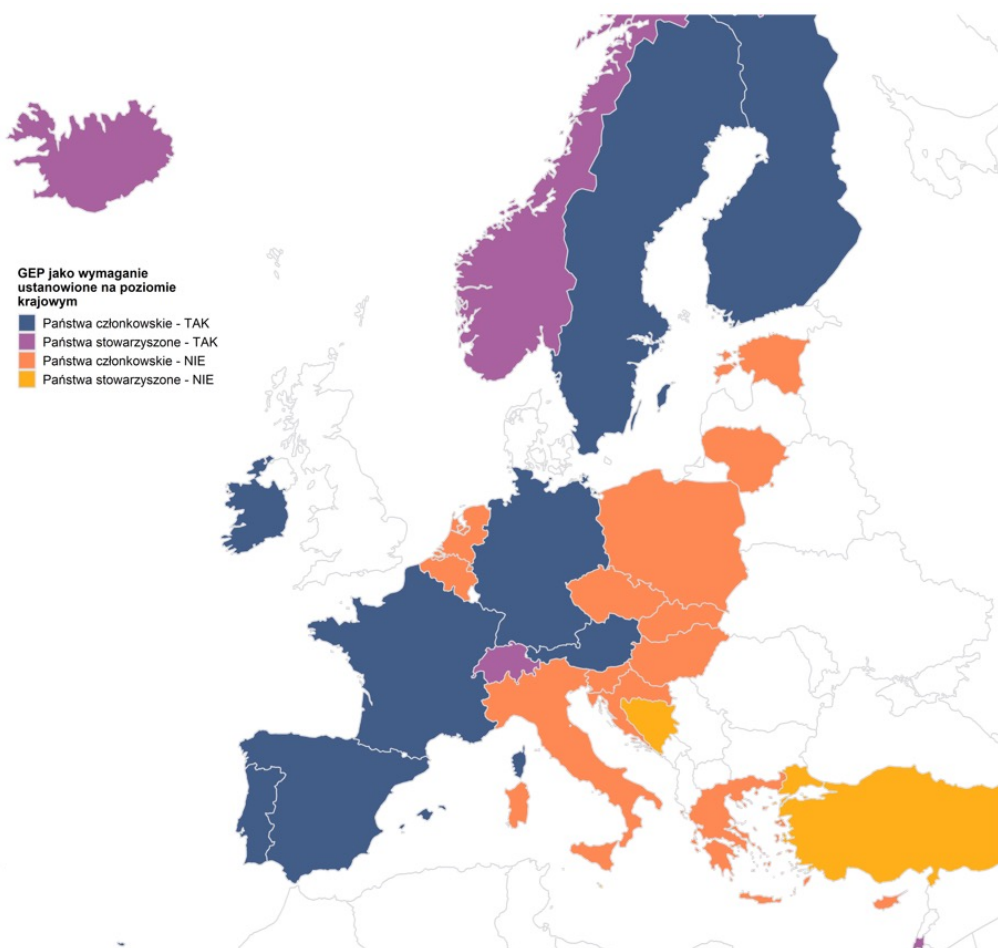 GEP jako wymaganie
ustanowione na poziomie
krajowym
Państwa członkowskie - TAK
Państwa stowarzyszone - TAK
Państwa członkowskie - NIE
Państwa stowarzyszone - NIE